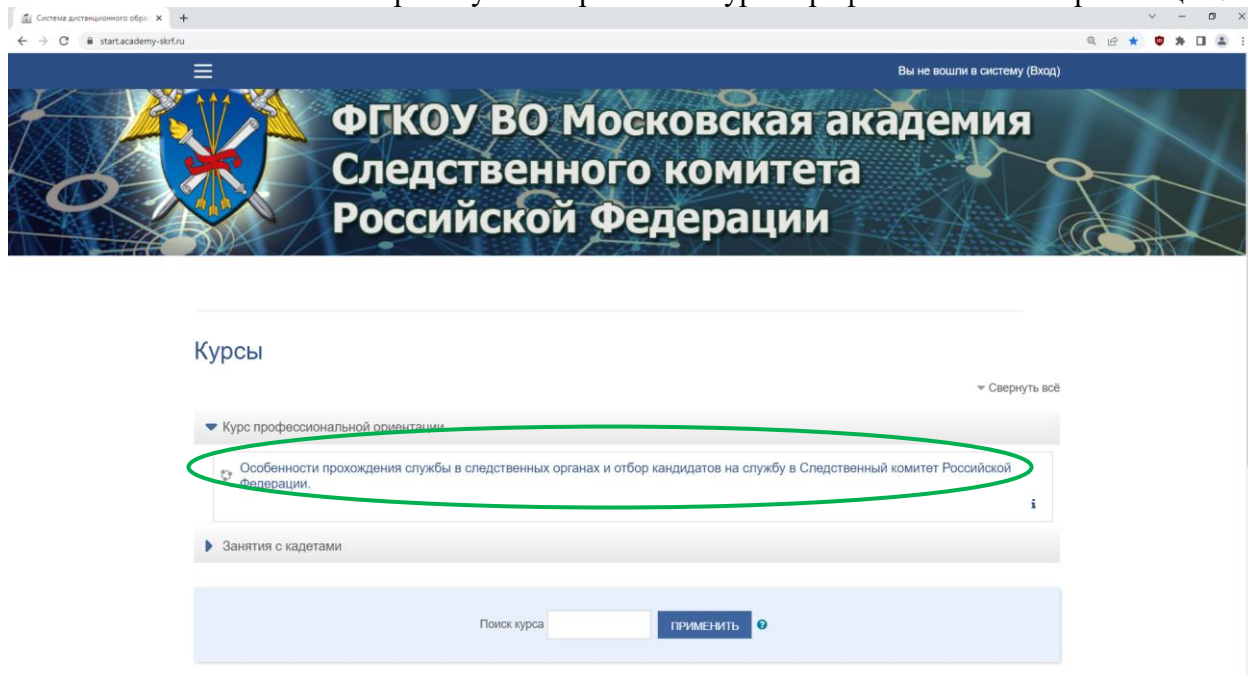 Система дистанционного обра
start.academy-skrf.ru
Вы не вошли в систему (Вход)
ФГКОУ ВО Московская академия
Следственного комитета
Российской Федерации
Курсы
Свернуть всё
Курс профессиональной ориентации
Особенности прохождения службы в следственных органах и отбор кандидатов на службу в Следственный комитет Российской
Федерации.
Занятия с кадетами
Поиск курса
ПРИМЕНИТЬ